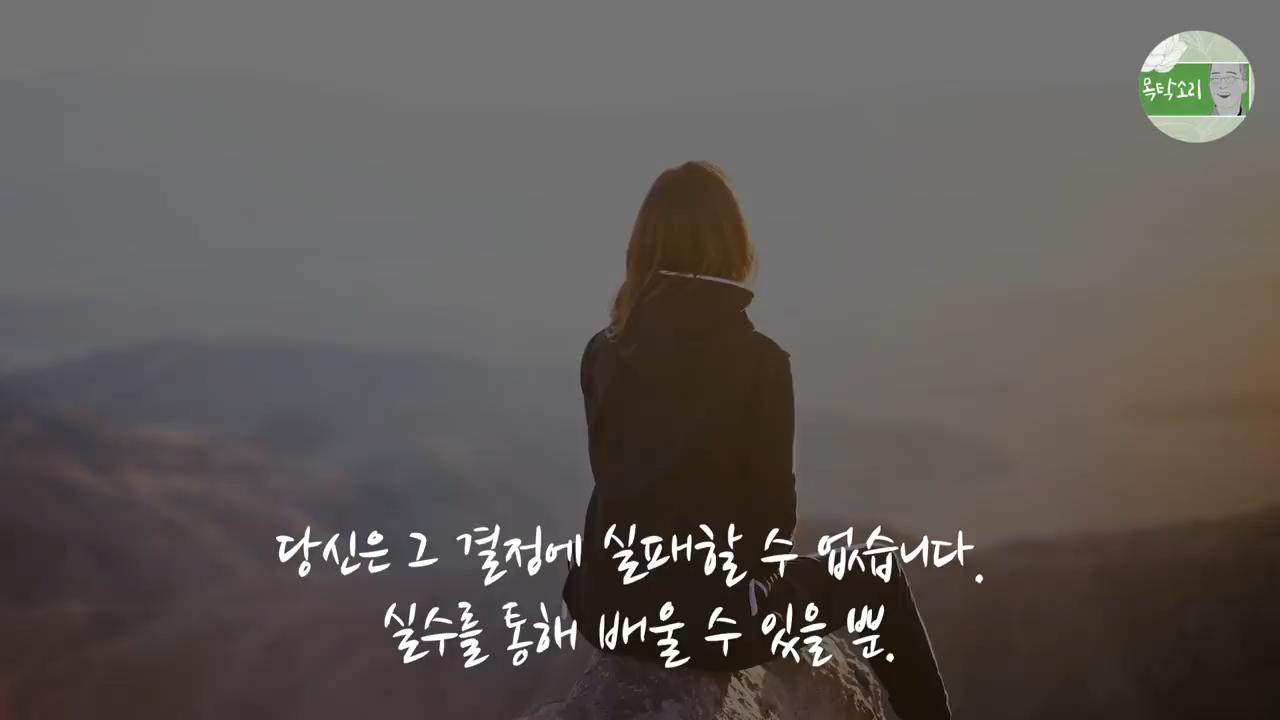 목탁소리
당신은 그 결정에 실패할 수 없습니다.
실수를 통해 배울 수 있을 뿐.